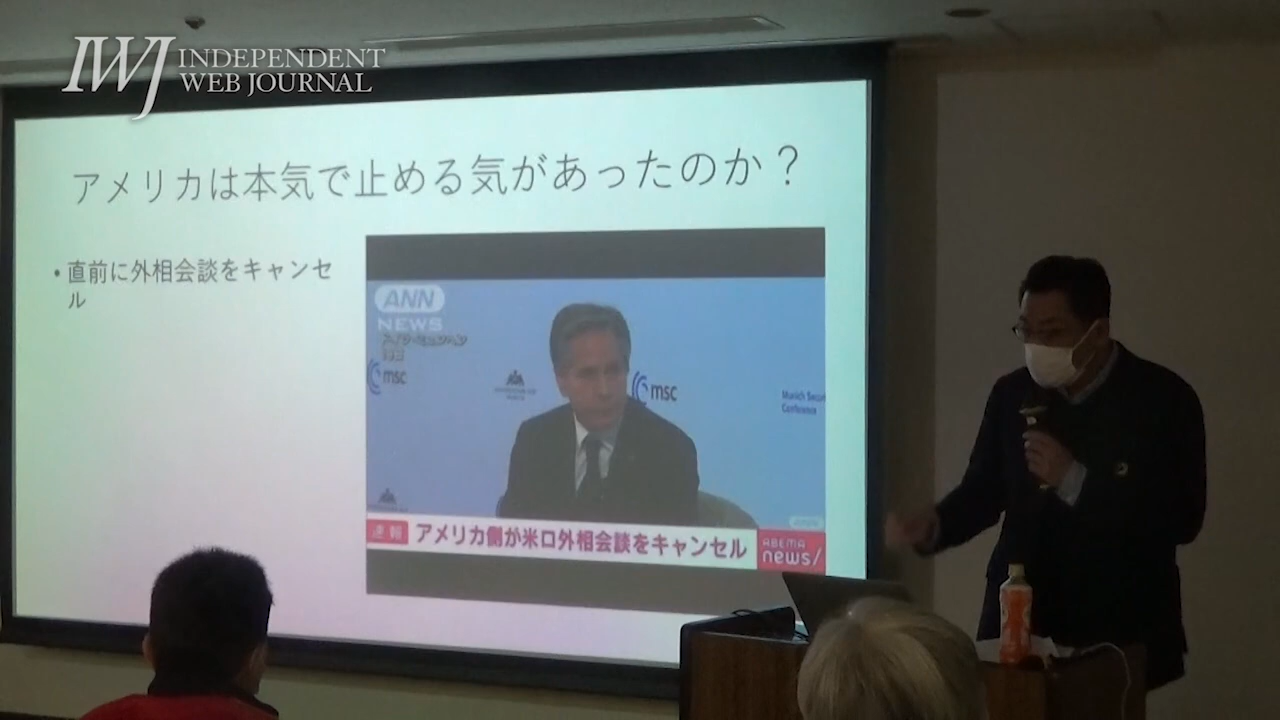 IWJ INDEPENDENT
WEB JOURNAL
アメリカは本気で止める気があったのか？
• 直前に外相会談をキャンセ
ル
ANN
NEWS
msc
msc
Munich Secur
Conference
速報 アメリカ側が米ロ外相会談をキャンセル
ABEMA
news/